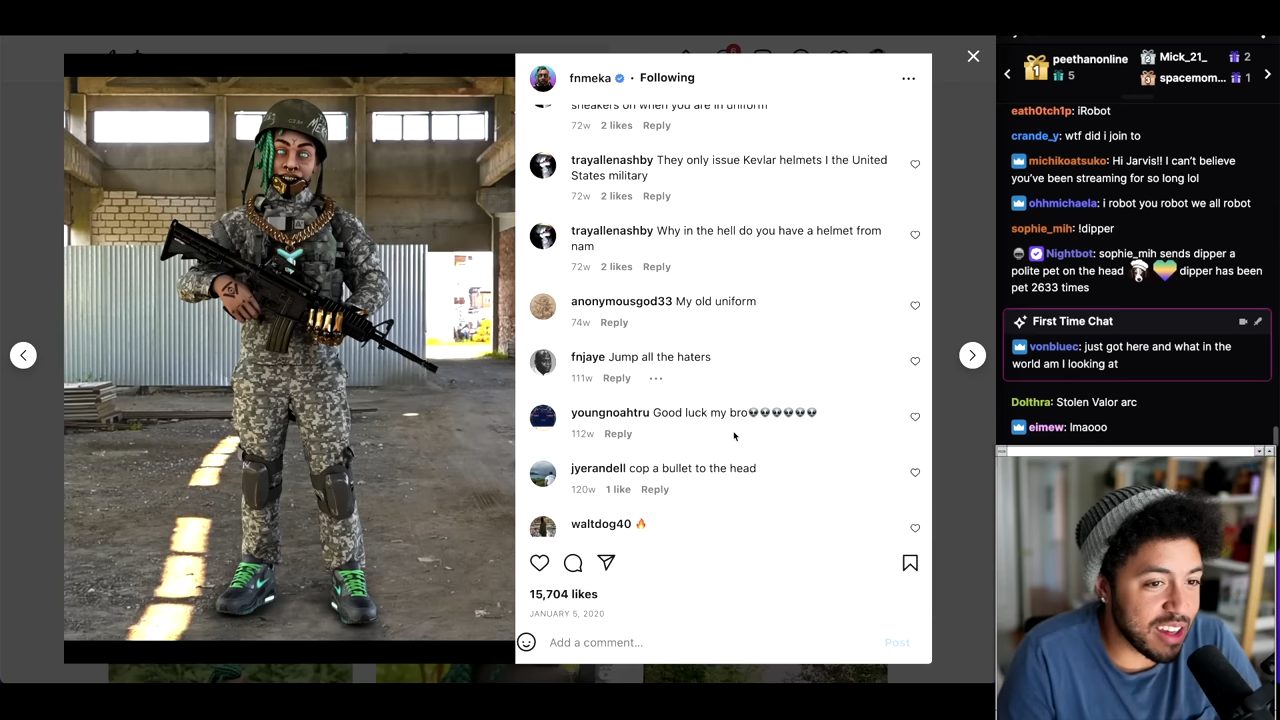 fnmeka • Following
sneakers on when you are in uniform
72w 2 likes Reply
trayallenashby They only issue Kevlar helmets I the United
States military
72w 2 likes Reply
trayallenashby Why in the hell do you have a helmet from
nam
72w 2 likes Reply
anonymousgod33 My old uniform
74w Reply
fnjaye Jump all the haters
111w Reply
youngnoahtru Good luck my bro👽👽👽👽👽👽
112w Reply
jyerandell cop a bullet to the head
120w 1 like Reply
waltdog40 🔥
15,704 likes
JANUARY 5, 2020
Add a comment...
Post
1 peethanonline
5
2 Mick_21_ 2
3 spacemom... 1
eath0tch1p: iRobot
crande_y: wtf did i join to
michikoatsuko: Hi Jarvis!! I can’t believe
you’ve been streaming for so long lol
ohhmichaela: i robot you robot we all robot
sophie_mih: !dipper
Nightbot: sophie_mih sends dipper a
polite pet on the head dipper has been
pet 2633 times
First Time Chat
vonbluec: just got here and what in the
world am I looking at
Dolthra: Stolen Valor arc
eimew: lmaooo